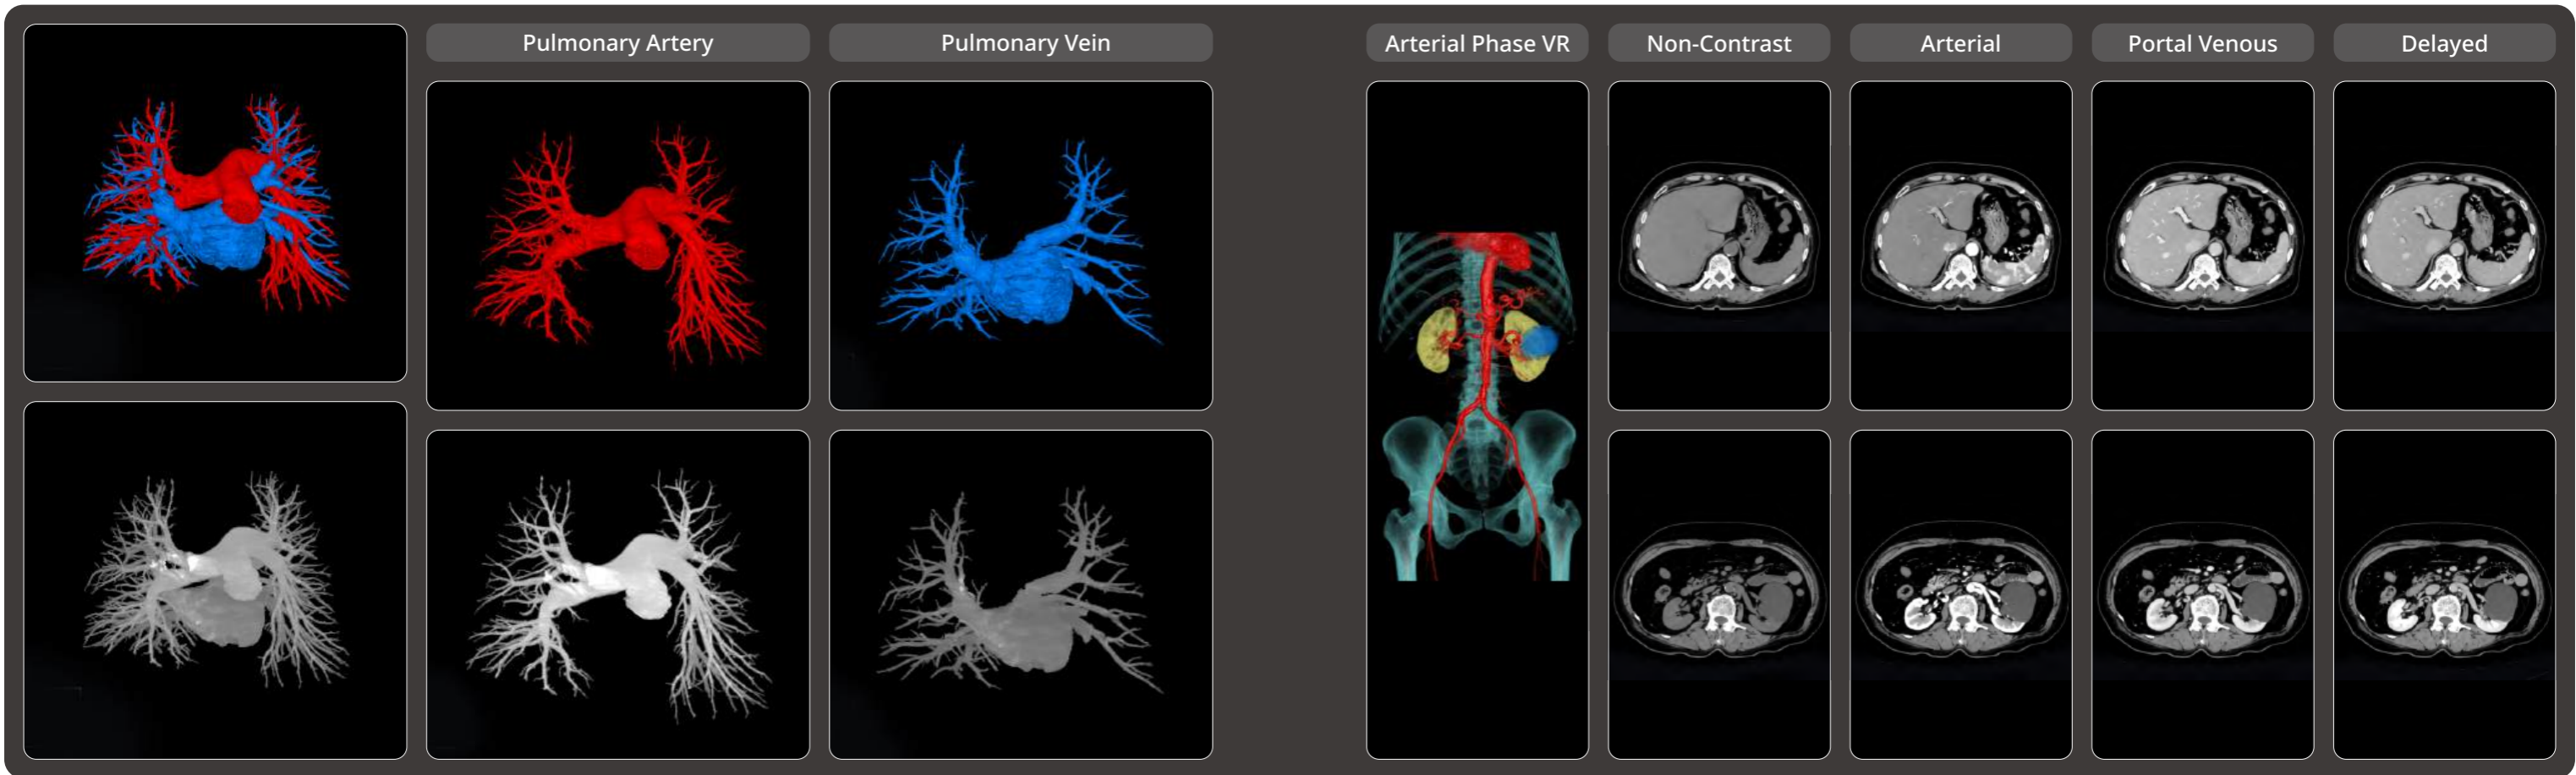 Pulmonary Artery
Pulmonary Vein
Arterial Phase VR
Non-Contrast
Arterial
Portal Venous
Delayed